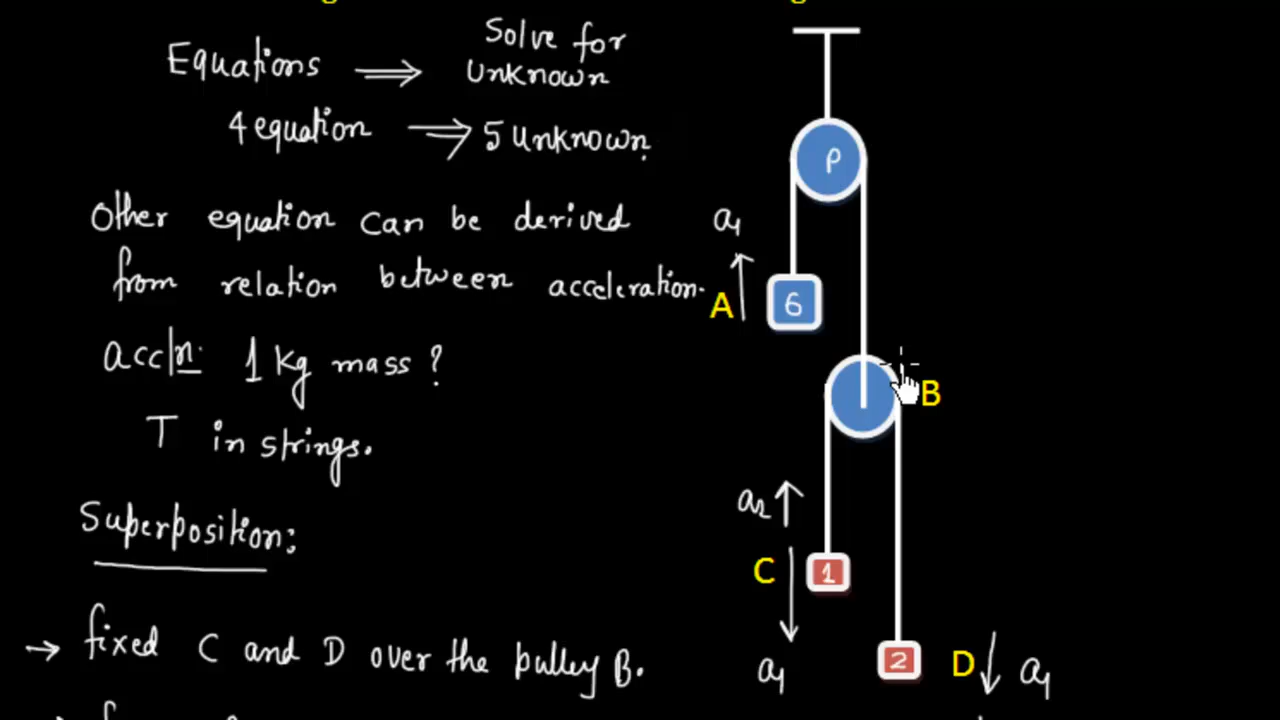 Equations ⟹ Solve for Unknown
4 equation ⟹ 5 Unknown.
Other equation can be derived
from relation between acceleration.
acc|n. 1 Kg mass ?
T in strings.
Superposition:
→ fixed C and D over the pulley B.
P
a₁
A
6
B
a₂
C
1
a₁
2
D
a₁